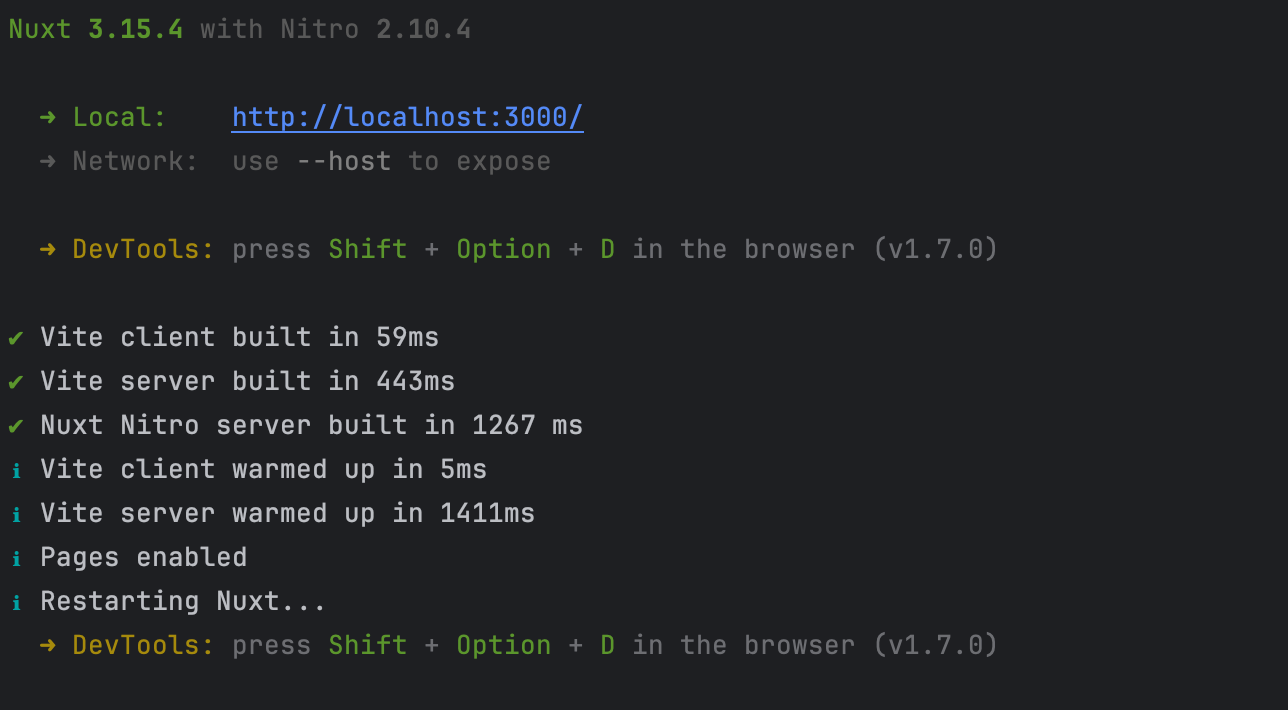 Nuxt 3.15.4 with Nitro 2.10.4
➜ Local: http://localhost:3000/
➜ Network: use --host to expose
➜ DevTools: press Shift + Option + D in the browser (v1.7.0)
✔ Vite client built in 59ms
✔ Vite server built in 443ms
✔ Nuxt Nitro server built in 1267 ms
ℹ Vite client warmed up in 5ms
ℹ Vite server warmed up in 1411ms
ℹ Pages enabled
ℹ Restarting Nuxt...
➜ DevTools: press Shift + Option + D in the browser (v1.7.0)